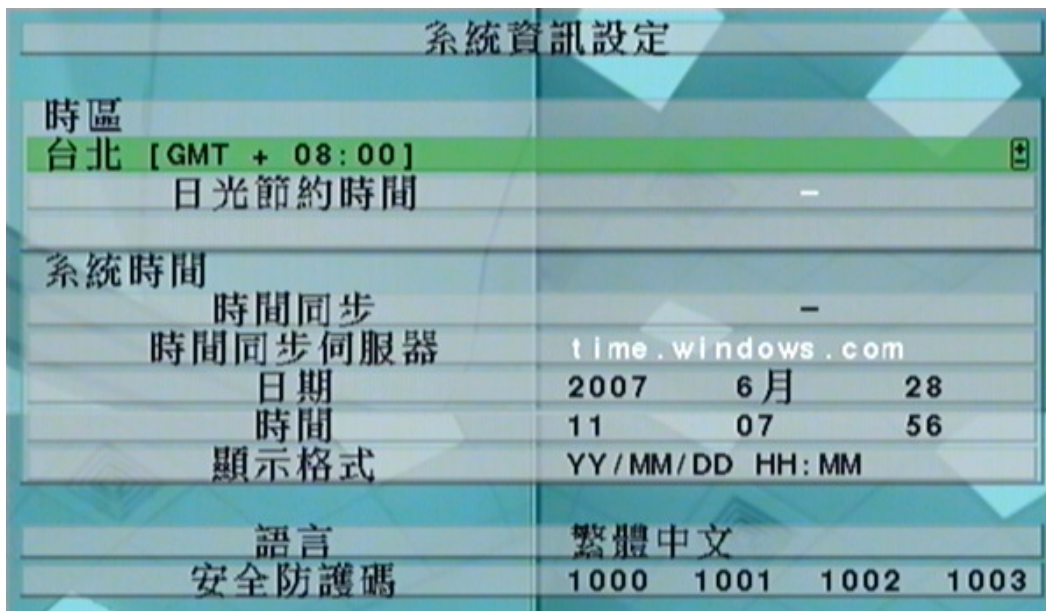 系統資訊設定
時區
台北 [GMT + 08:00]
日光節約時間 –
系統時間
時間同步 –
時間同步伺服器 time.windows.com
日期 2007 6月 28
時間 11 07 56
顯示格式 YY/MM/DD HH:MM
語言 繁體中文
安全防護碼 1000 1001 1002 1003